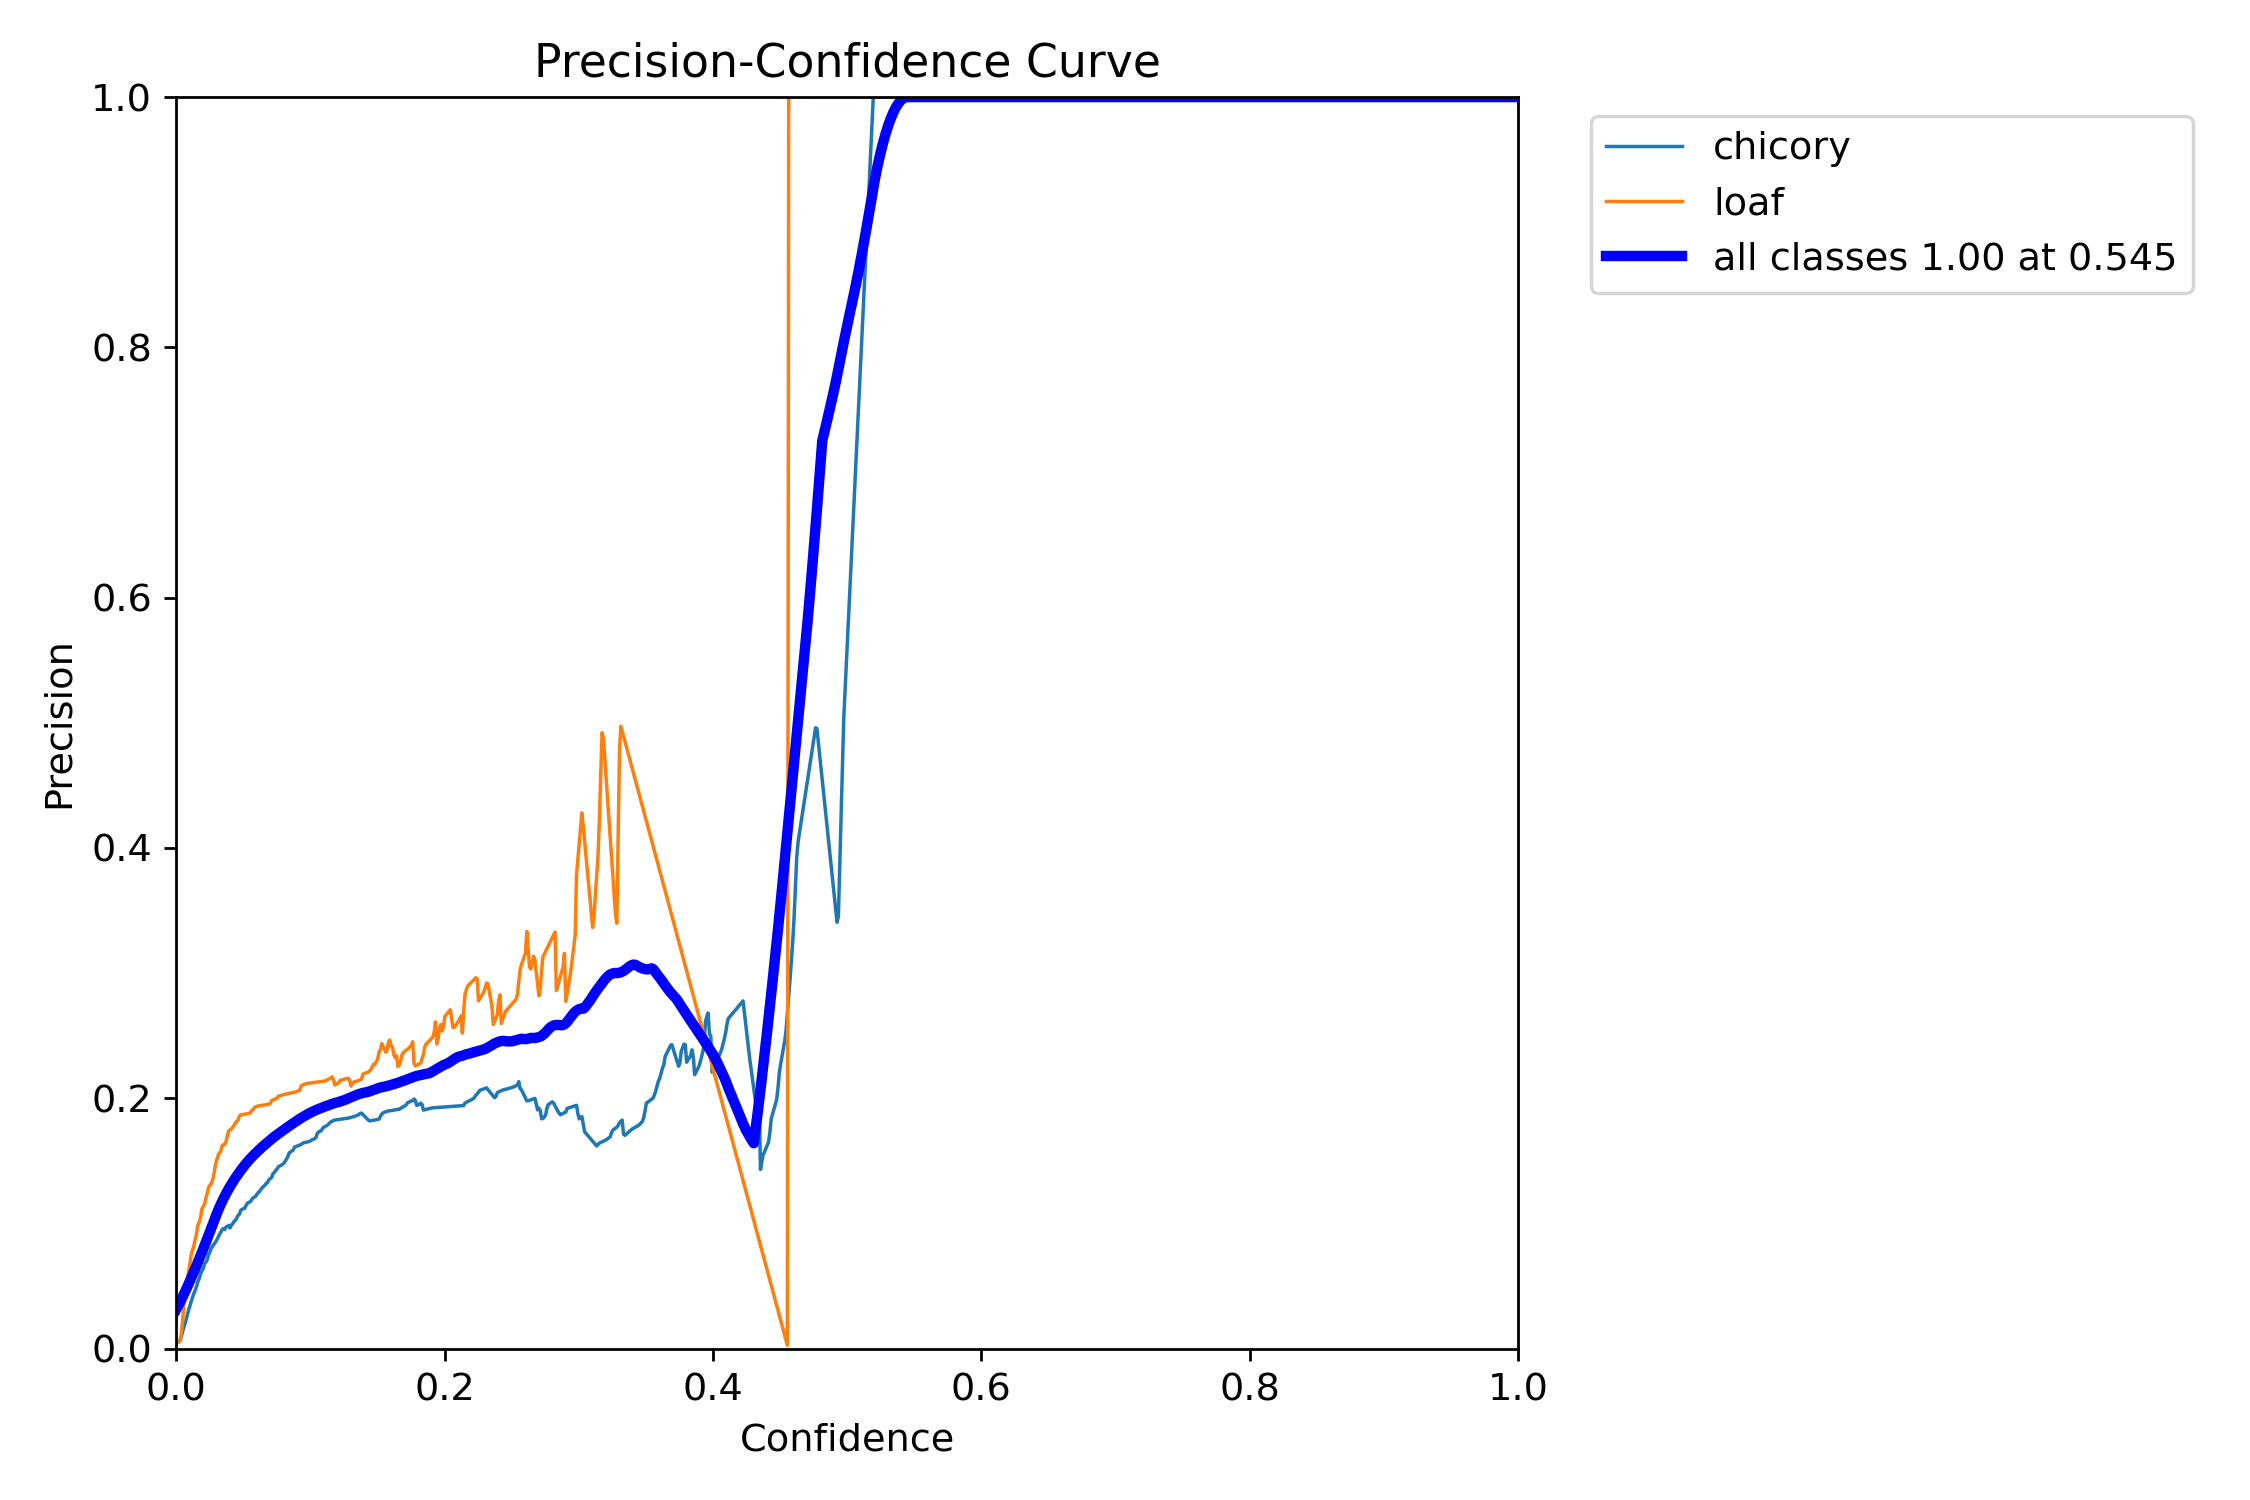 Precision-Confidence Curve
1.0
0.8
0.6
0.4
0.2
0.0
Precision
0.0 0.2 0.4 0.6 0.8 1.0
Confidence
chicory
loaf
all classes 1.00 at 0.545